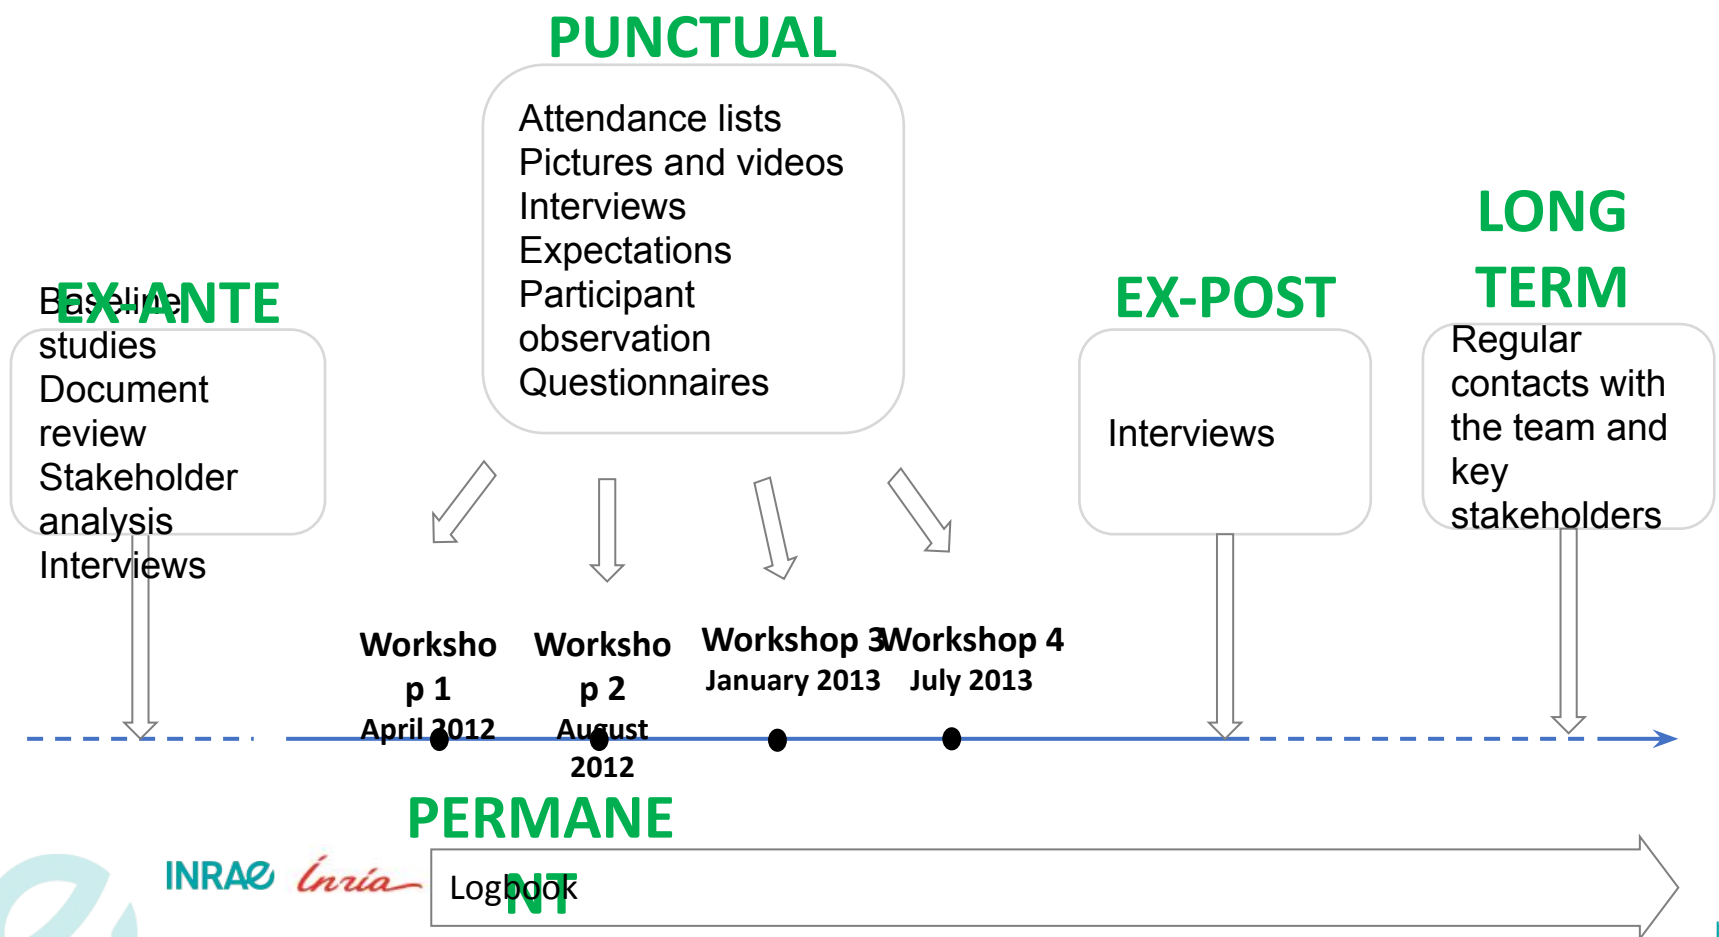 PUNCTUAL
Attendance lists
Pictures and videos
Interviews
Expectations
Participant
observation
Questionnaires
EX-ANTE
Baseline
studies
Document
review
Stakeholder
analysis
Interviews
EX-POST
Interviews
LONG
TERM
Regular
contacts with
the team and
key
stakeholders
Worksho
p 1
April 2012
Worksho
p 2
August
2012
Workshop 3
January 2013
Workshop 4
July 2013
PERMANE
NT
Logbook
INRAE
Inria